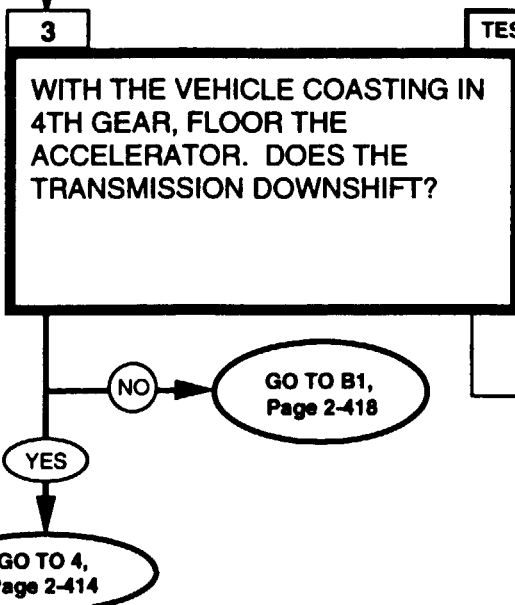 3
WITH THE VEHICLE COASTING IN
4TH GEAR, FLOOR THE
ACCELERATOR. DOES THE
TRANSMISSION DOWNSHIFT?
NO
GO TO B1,
Page 2-418
YES
GO TO 4,
Page 2-414